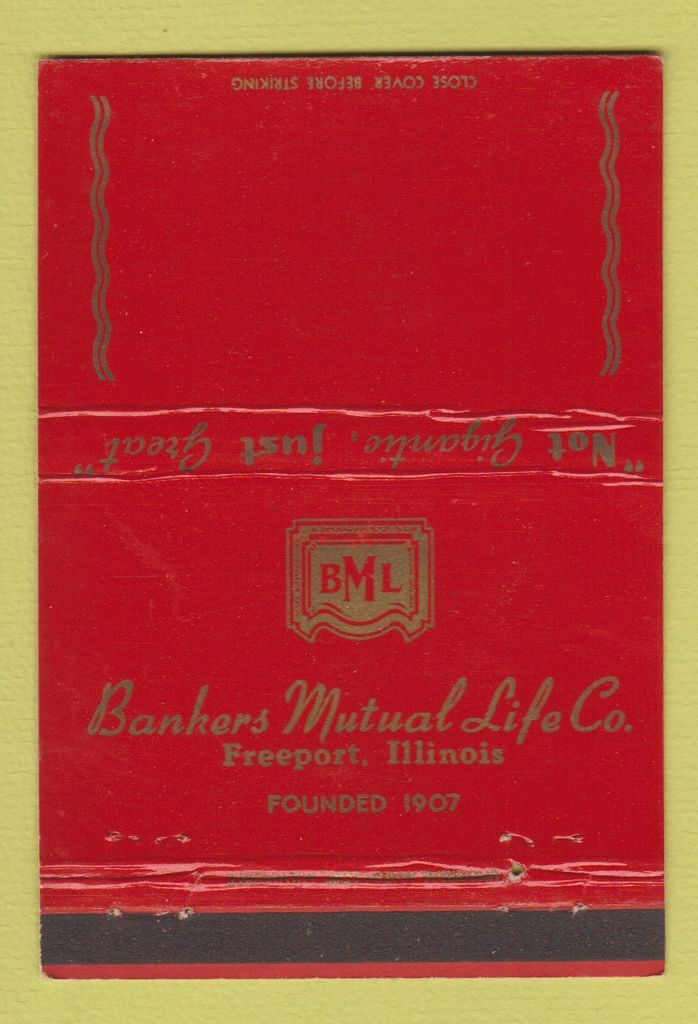 CLOSE COVER BEFORE STRIKING
"Not Gigantic, just Great"
BML
Bankers Mutual Life Co.
Freeport, Illinois
FOUNDED 1907